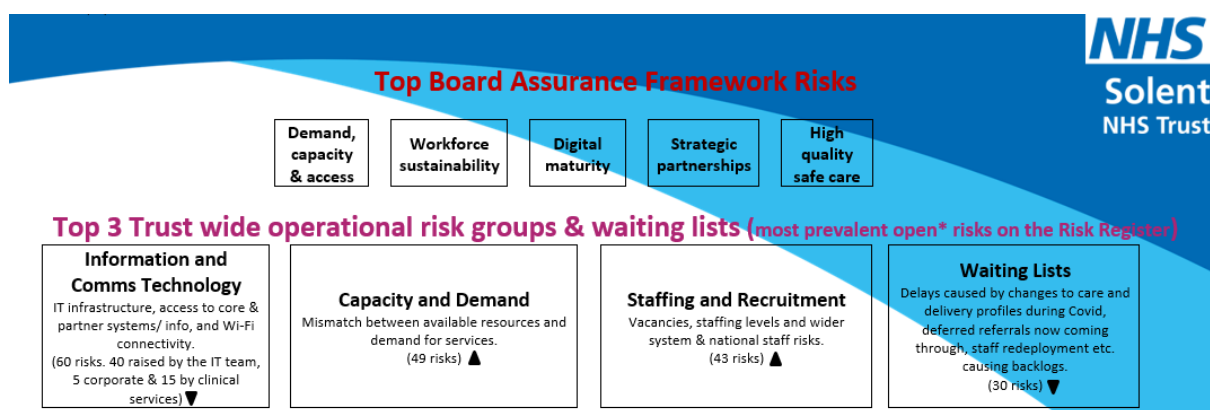 NHS
Solent
NHS Trust
Top Board Assurance Framework Risks
Demand,
capacity
& access
Workforce
sustainability
Digital
maturity
Strategic
partnerships
High
quality
safe care
Top 3 Trust wide operational risk groups & waiting lists (most prevalent open* risks on the Risk Register)
Information and
Comms Technology
IT infrastructure, access to core &
partner systems/ info, and Wi-Fi
connectivity.
(60 risks. 40 raised by the IT team,
5 corporate & 15 by clinical
services)
Capacity and Demand
Mismatch between available resources and
demand for services.
(49 risks)
Staffing and Recruitment
Vacancies, staffing levels and wider
system & national staff risks.
(43 risks)
Waiting Lists
Delays caused by changes to care and
delivery profiles during Covid,
deferred referrals now coming
through, staff redeployment etc.
causing backlogs.
(30 risks)